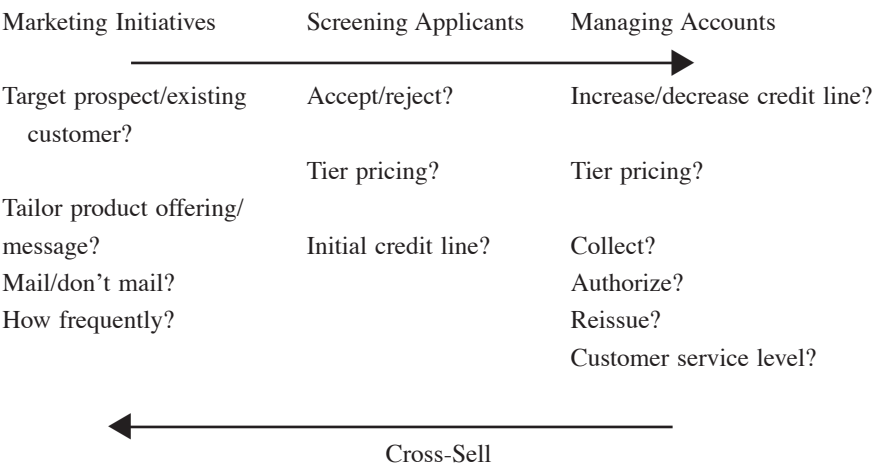 Marketing Initiatives
Screening Applicants
Managing Accounts
Target prospect/existing
customer?
Tailor product offering/
message?
Mail/don’t mail?
How frequently?
Accept/reject?
Tier pricing?
Initial credit line?
Increase/decrease credit line?
Tier pricing?
Collect?
Authorize?
Reissue?
Customer service level?
Cross-Sell